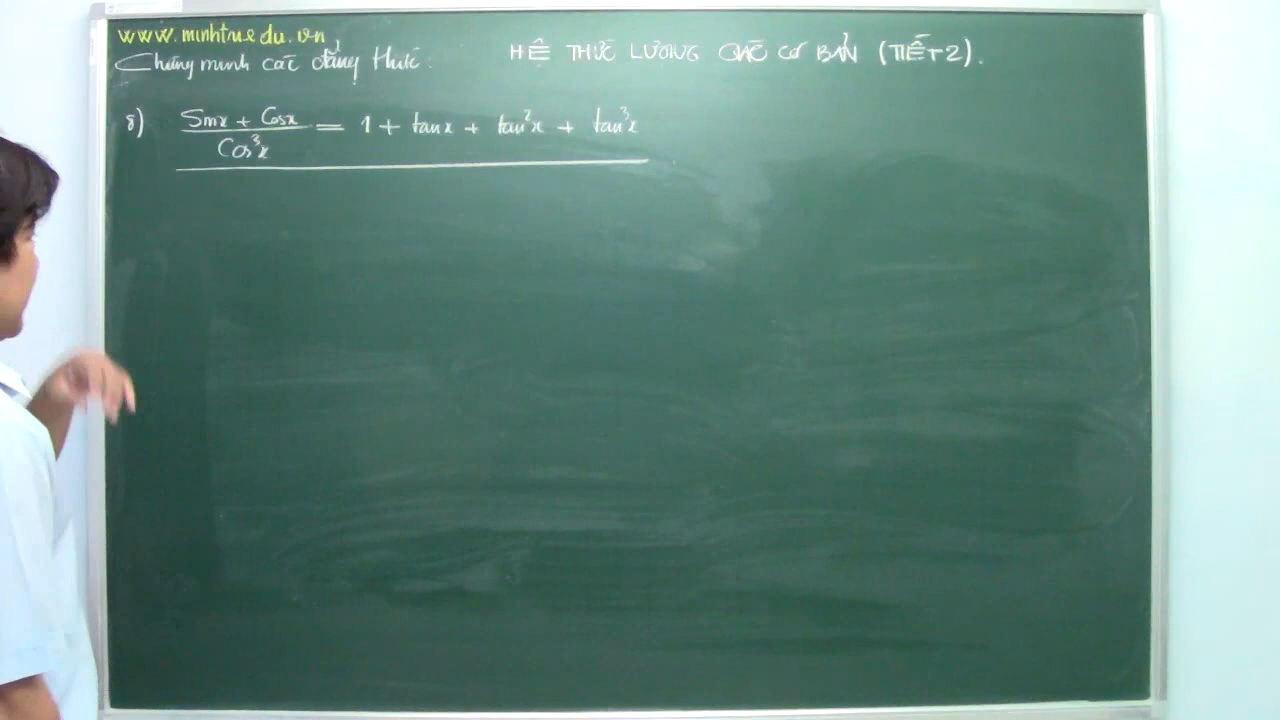 www.minhtue.edu.vn
Chứng minh các đẳng thức:
HỆ THỨC LƯỢNG GIÁC CƠ BẢN (TIẾT 2).
8) (Sinx + Cosx)/Cos³x = 1 + tanx + tan²x + tan³x